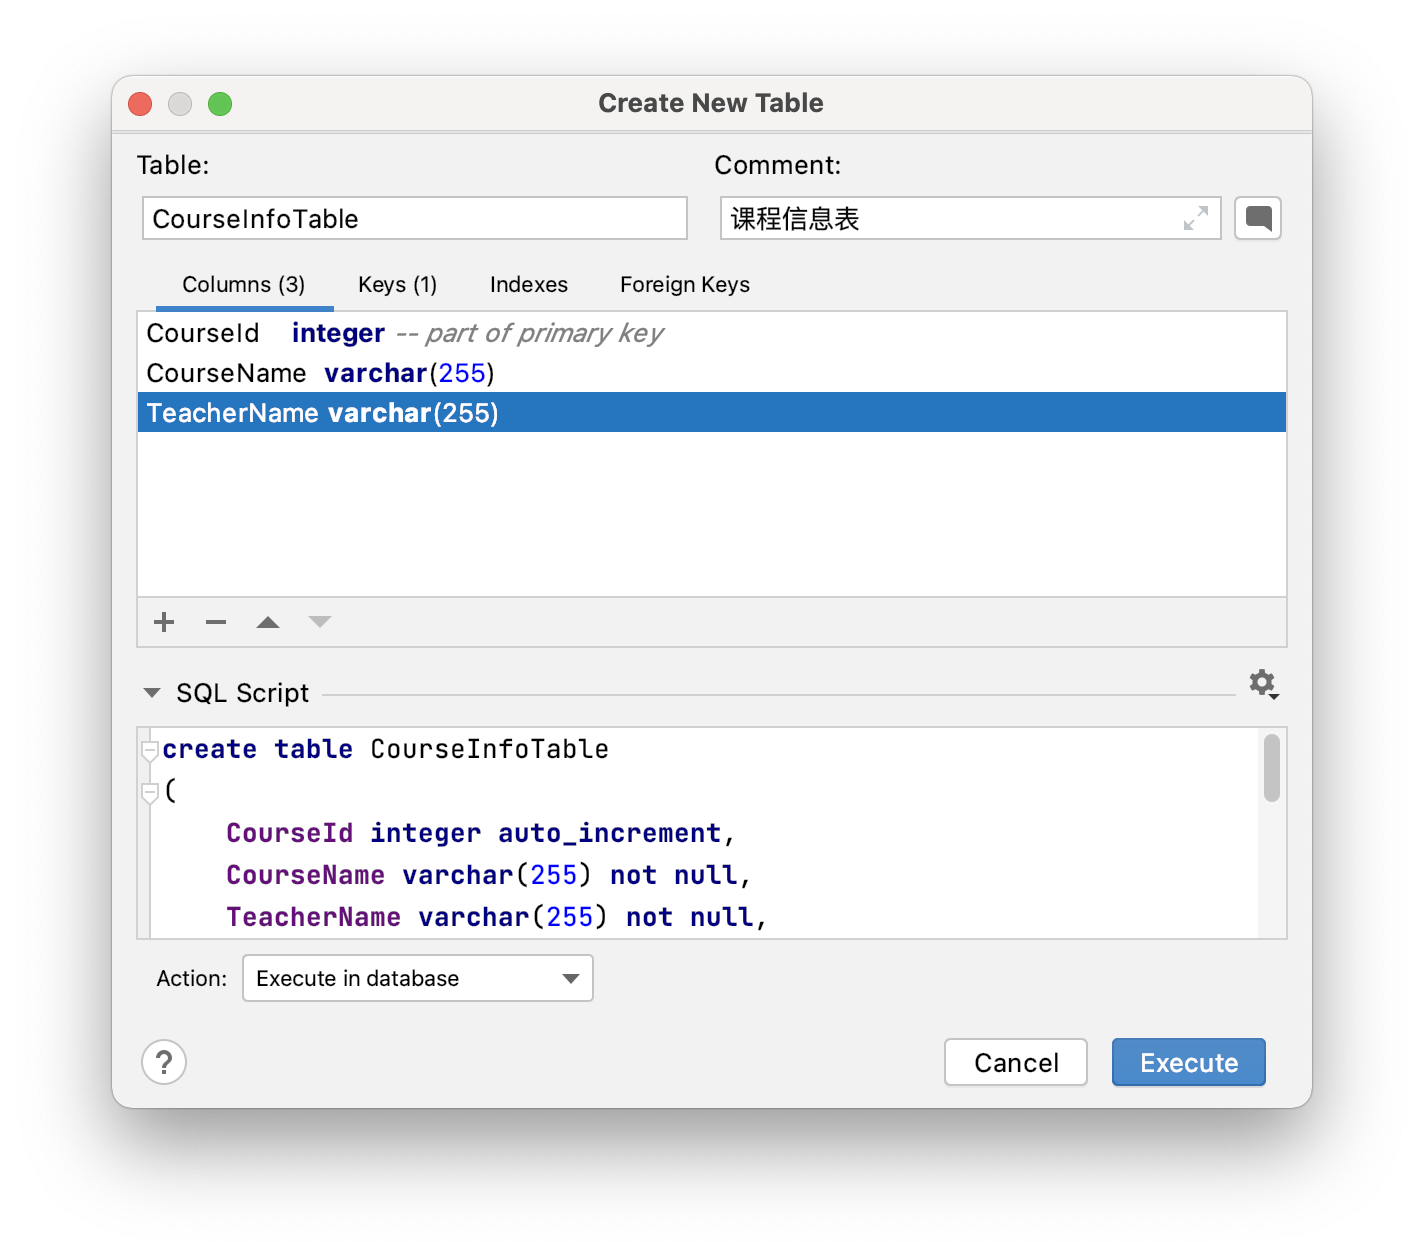 Create New Table
Table:
Comment:
CourseInfoTable
课程信息表
Columns (3)
Keys (1)
Indexes
Foreign Keys
CourseId integer -- part of primary key
CourseName varchar(255)
TeacherName varchar(255)
SQL Script
create table CourseInfoTable
(
CourseId integer auto_increment,
CourseName varchar(255) not null,
TeacherName varchar(255) not null,
Action:
Execute in database
?
Cancel
Execute